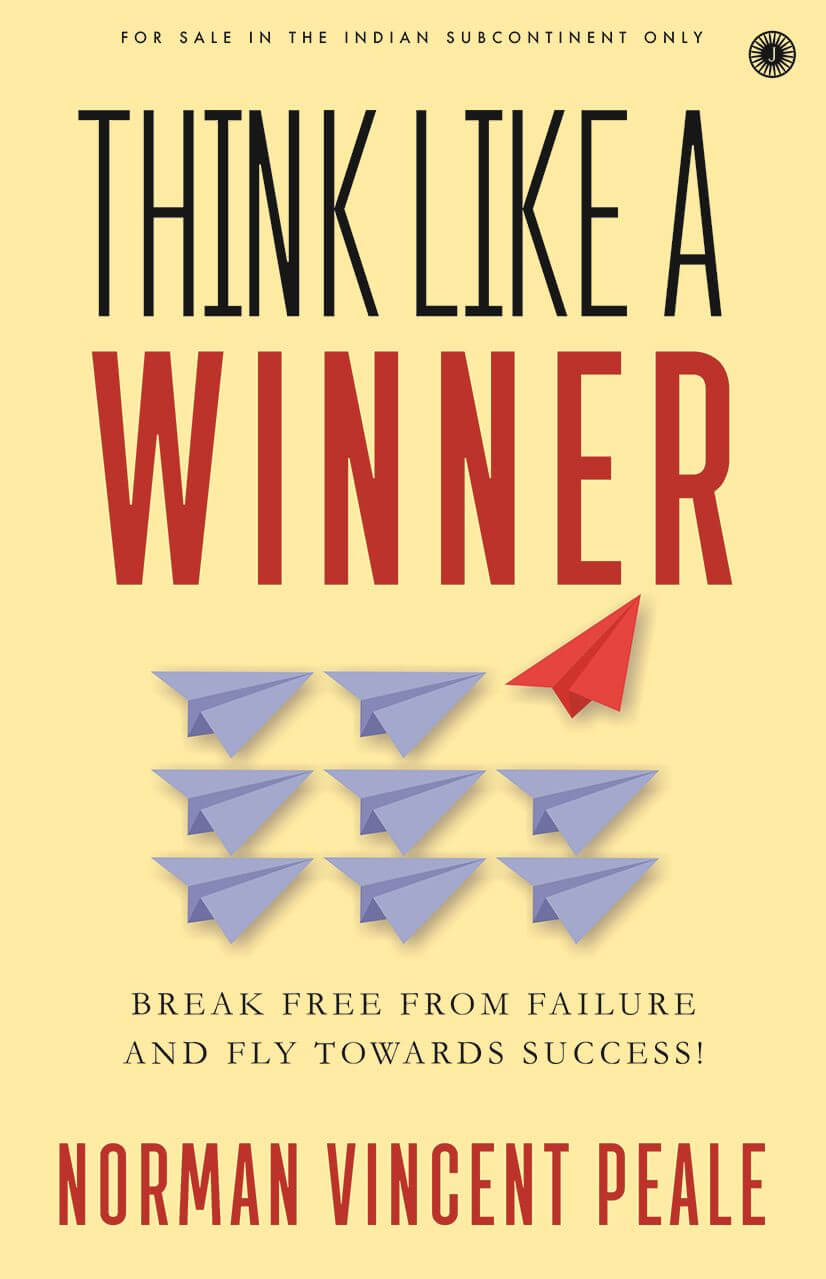 FOR SALE IN THE INDIAN SUBCONTINENT ONLY
J
THINK LIKE A
WINNER
BREAK FREE FROM FAILURE
AND FLY TOWARDS SUCCESS!
NORMAN VINCENT PEALE